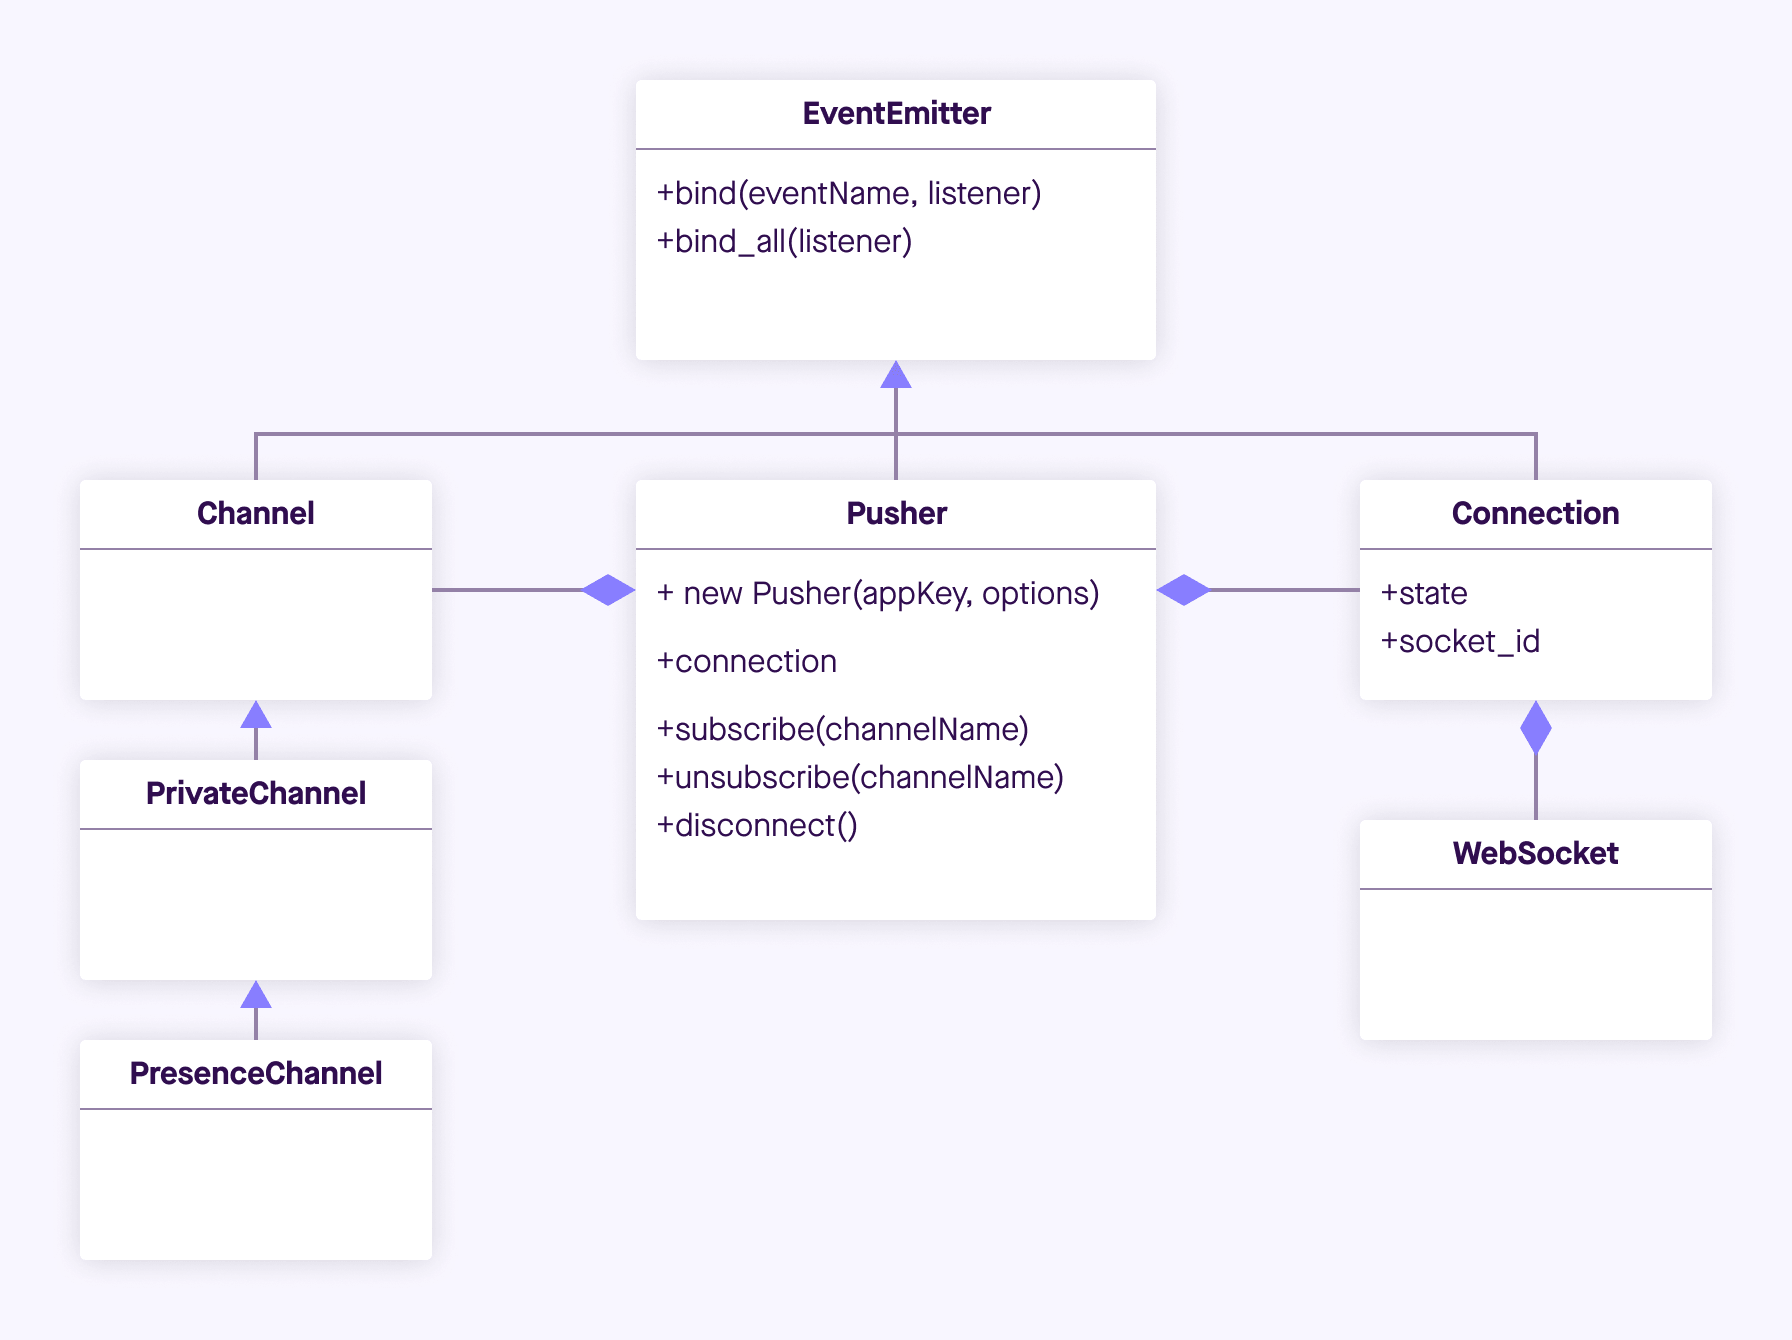 EventEmitter
+bind(eventName, listener)
+bind_all(listener)
Channel
Pusher
+ new Pusher(appKey, options)
+connection
+subscribe(channelName)
+unsubscribe(channelName)
+disconnect()
Connection
+state
+socket_id
PrivateChannel
WebSocket
PresenceChannel